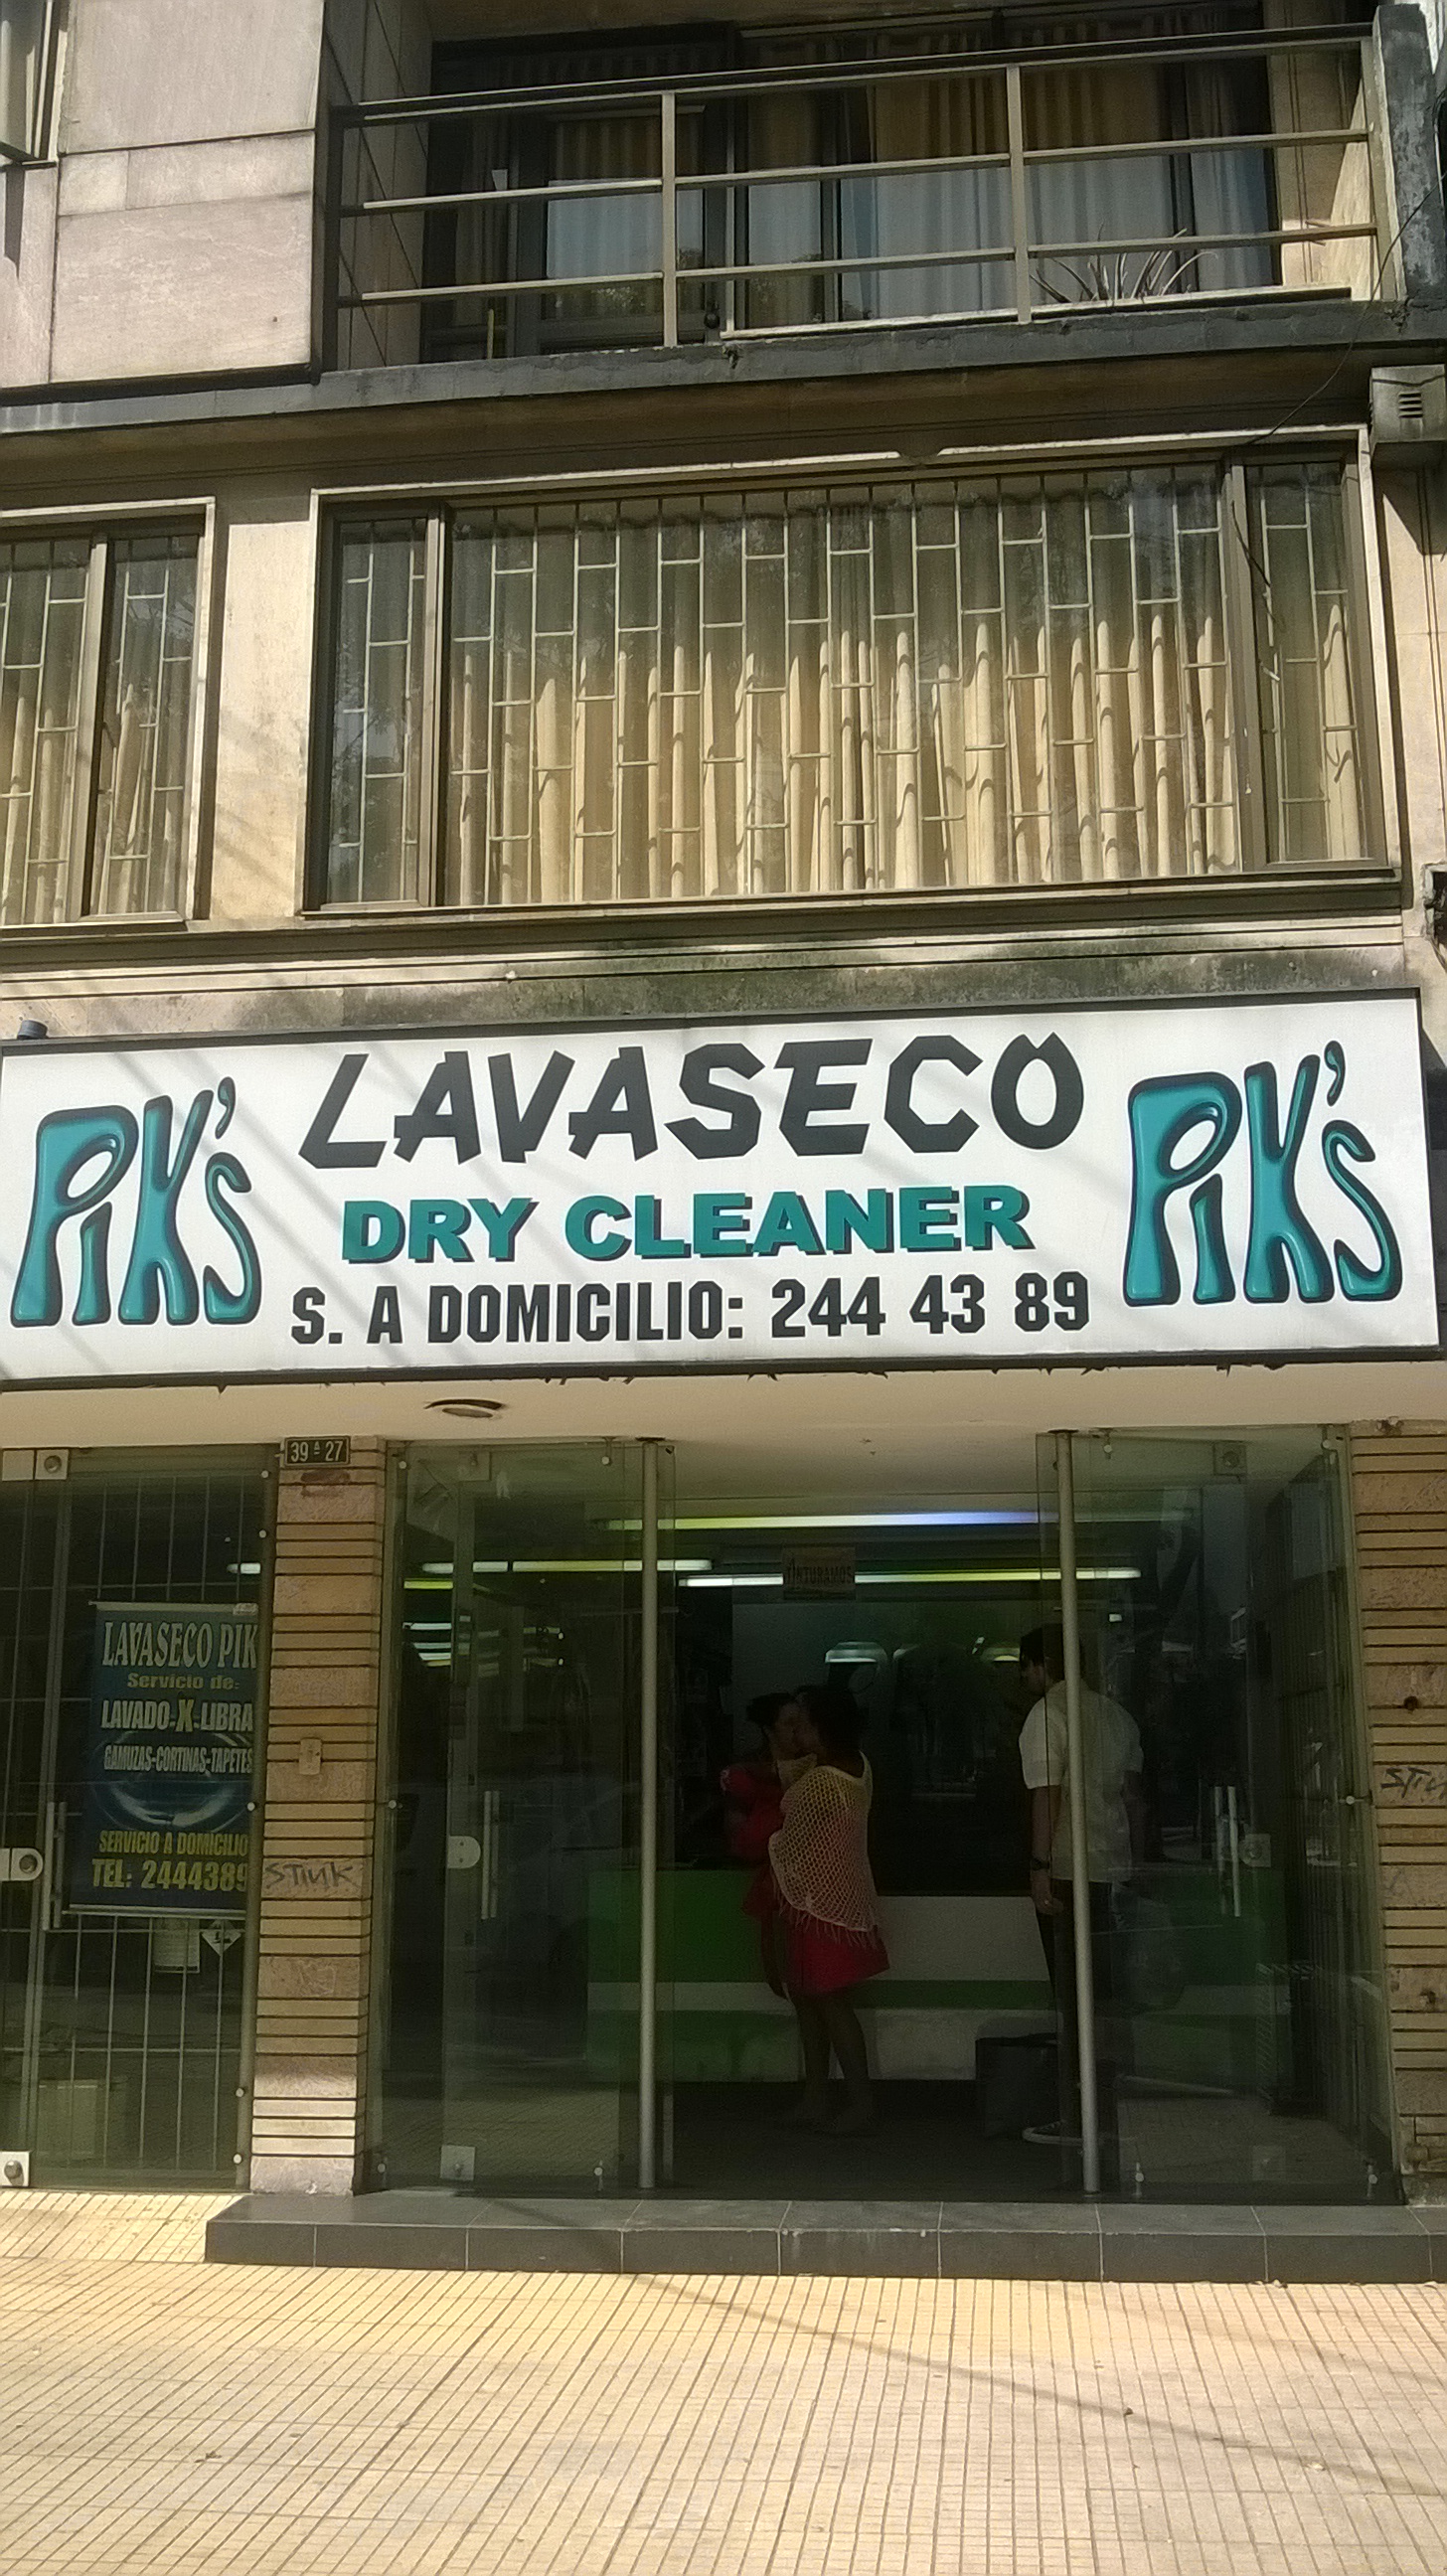 PiK's
LAVASECO
DRY CLEANER
S. A DOMICILIO: 244 43 89
PiK's
39 A 27
TINTURAMOS
LAVASECO PIK
Servicio de:
LAVADO-X-LIBRA
GAMUZAS-CORTINAS-TAPETES
SERVICIO A DOMICILIO
TEL: 2444389
STINK